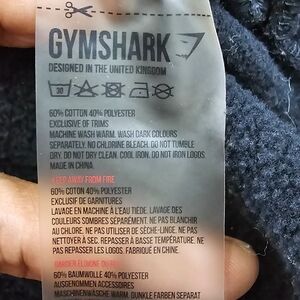 GYMSHARK
DESIGNED IN THE UNITED KINGDOM
30
60% COTTON 40% POLYESTER
EXCLUSIVE OF TRIMS
MACHINE WASH WARM. WASH DARK COLOURS
SEPARATELY. NO CHLORINE BLEACH. DO NOT TUMBLE
DRY. DO NOT DRY CLEAN. COOL IRON. DO NOT IRON LOGOS.
MADE IN CHINA
KEEP AWAY FROM FIRE
60% COTON 40% POLYESTER
EXCLUSIF DE GARNITURES
LAVAGE EN MACHINE À L'EAU TIÈDE. LAVAGE DES
COULEURS SOMBRES SÉPARÉMENT. NE PAS BLANCHIR
AU CHLORE. NE PAS UTILISER DE SÈCHE-LINGE. NE PAS
NETTOYER À SEC. REPASSER À BASSE TEMPÉRATURE. NE
PAS REPASSER LES LOGOS. FABRIQUÉ EN CHINE.
GARDER ÉLOIGNÉ DU
60% BAUMWOLLE 40% POLYESTER
AUSGENOMMEN ACCESSOIRES
MASCHINENWÄSCHE WARM. DUNKLE FARBEN SEPARAT